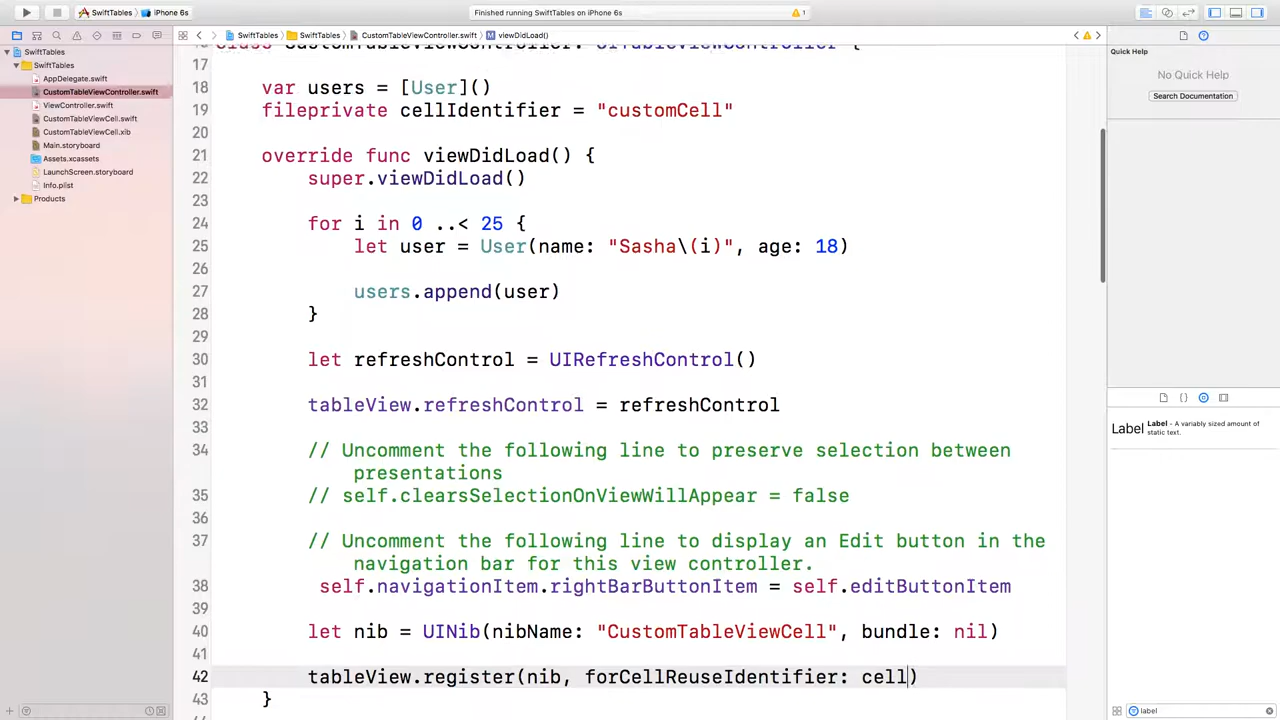 SwiftTables
iPhone 6s
Finished running SwiftTables on iPhone 6s
1
SwiftTables
SwiftTables
CustomTableViewController.swift
viewDidLoad()
SwiftTables
SwiftTables
AppDelegate.swift
CustomTableViewController.swift
ViewController.swift
CustomTableViewCell.swift
CustomTableViewCell.xib
Main.storyboard
Assets.xcassets
LaunchScreen.storyboard
Info.plist
Products
17
18 var users = [User]()
19 fileprivate cellIdentifier = "customCell"
20
21 override func viewDidLoad() {
22 super.viewDidLoad()
23
24 for i in 0 ..< 25 {
25 let user = User(name: "Sasha\(i)", age: 18)
26
27 users.append(user)
28 }
29
30 let refreshControl = UIRefreshControl()
31
32 tableView.refreshControl = refreshControl
33
34 // Uncomment the following line to preserve selection between
presentations
35 // self.clearsSelectionOnViewWillAppear = false
36
37 // Uncomment the following line to display an Edit button in the
navigation bar for this view controller.
38 self.navigationItem.rightBarButtonItem = self.editButtonItem
39
40 let nib = UINib(nibName: "CustomTableViewCell", bundle: nil)
41
42 tableView.register(nib, forCellReuseIdentifier: cell)
43 }
Quick Help
No Quick Help
Search Documentation
Label
Label - A variably sized amount of
static text.
label